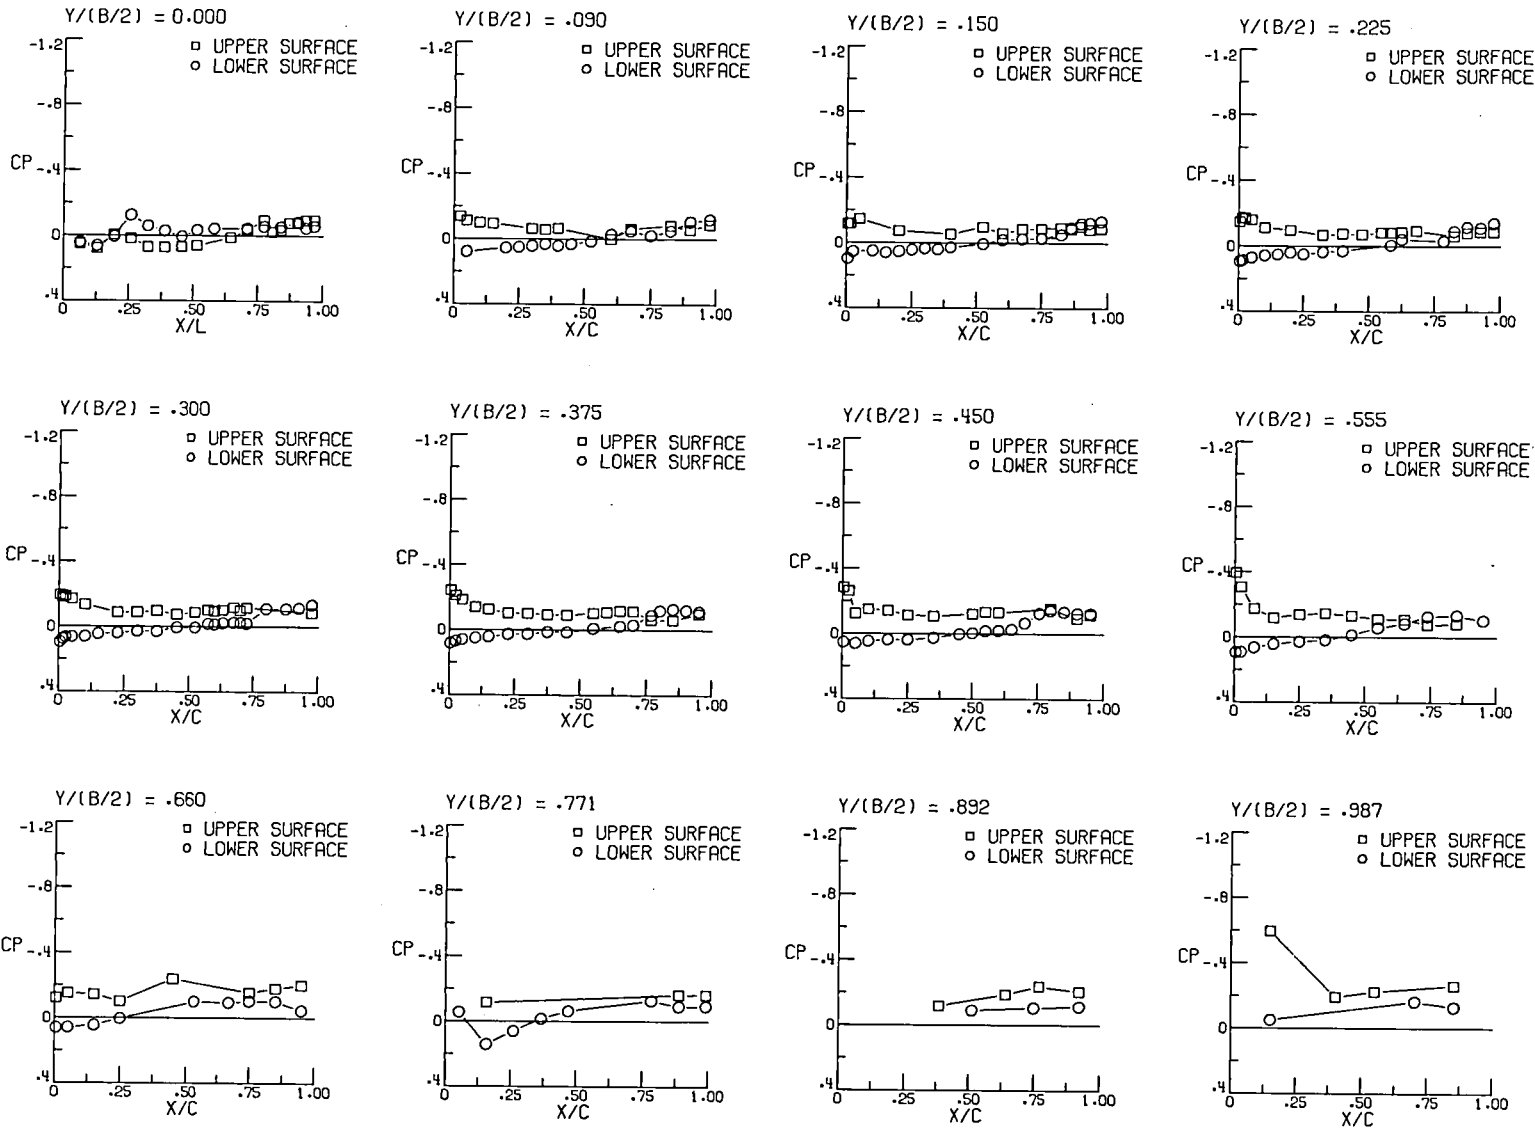 Y/(B/2) = 0.000
-1.2
□ UPPER SURFACE
○ LOWER SURFACE
-.8
CP -.4
0
.4
0 .25 .50 .75 1.00
X/L
Y/(B/2) = .090
-1.2
□ UPPER SURFACE
○ LOWER SURFACE
-.8
CP -.4
0
.4
0 .25 .50 .75 1.00
X/C
Y/(B/2) = .150
-1.2
□ UPPER SURFACE
○ LOWER SURFACE
-.8
CP -.4
0
.4
0 .25 .50 .75 1.00
X/C
Y/(B/2) = .225
-1.2
□ UPPER SURFACE
○ LOWER SURFACE
-.8
CP -.4
0
.4
0 .25 .50 .75 1.00
X/C
Y/(B/2) = .300
-1.2
□ UPPER SURFACE
○ LOWER SURFACE
-.8
CP -.4
0
.4
0 .25 .50 .75 1.00
X/C
Y/(B/2) = .375
-1.2
□ UPPER SURFACE
○ LOWER SURFACE
-.8
CP -.4
0
.4
0 .25 .50 .75 1.00
X/C
Y/(B/2) = .450
-1.2
□ UPPER SURFACE
○ LOWER SURFACE
-.8
CP -.4
0
.4
0 .25 .50 .75 1.00
X/C
Y/(B/2) = .555
-1.2
□ UPPER SURFACE
○ LOWER SURFACE
-.8
CP -.4
0
.4
0 .25 .50 .75 1.00
X/C
Y/(B/2) = .660
-1.2
□ UPPER SURFACE
○ LOWER SURFACE
-.8
CP -.4
0
.4
0 .25 .50 .75 1.00
X/C
Y/(B/2) = .771
-1.2
□ UPPER SURFACE
○ LOWER SURFACE
-.8
CP -.4
0
.4
0 .25 .50 .75 1.00
X/C
Y/(B/2) = .892
-1.2
□ UPPER SURFACE
○ LOWER SURFACE
-.8
CP -.4
0
.4
0 .25 .50 .75 1.00
X/C
Y/(B/2) = .987
-1.2
□ UPPER SURFACE
○ LOWER SURFACE
-.8
CP -.4
0
.4
0 .25 .50 .75 1.00
X/C